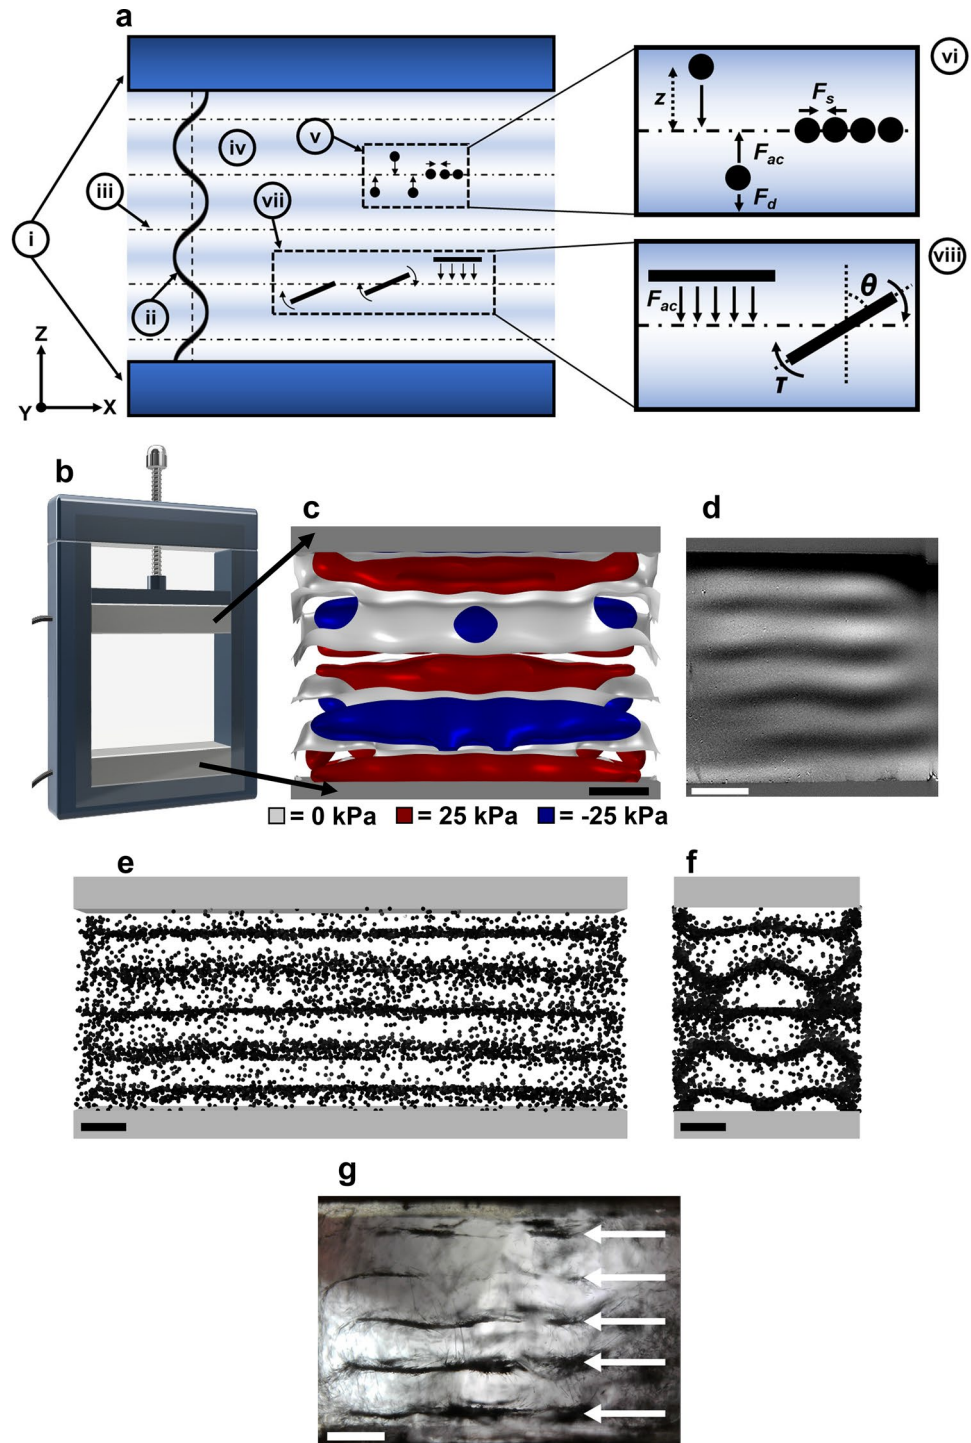 a
i
ii
iii
iv
v
vii
Z
Y
X
vi
z
F_s
F_ac
F_d
viii
F_ac
θ
τ
b
c
d
= 0 kPa = 25 kPa = -25 kPa
e
f
g